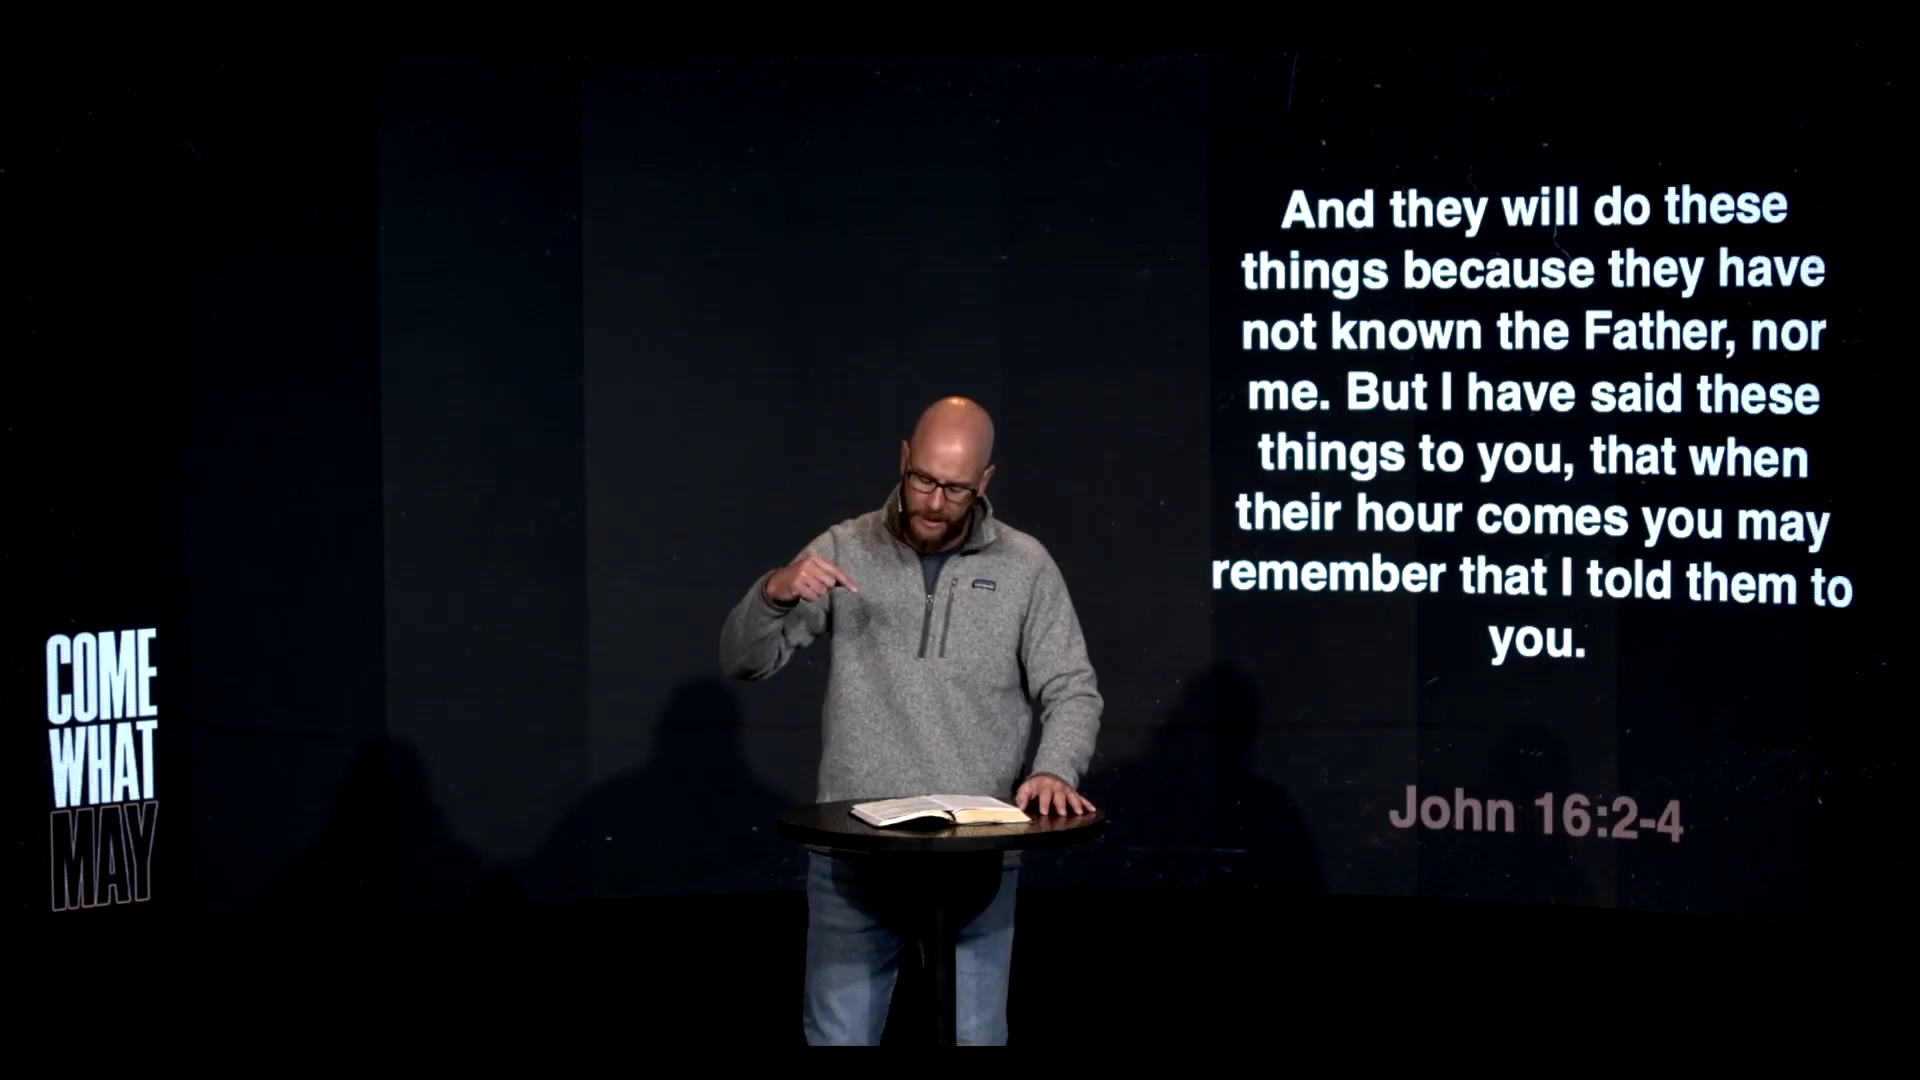 And they will do these
things because they have
not known the Father, nor
me. But I have said these
things to you, that when
their hour comes you may
remember that I told them to
you.
John 16:2-4
COME
WHAT
MAY